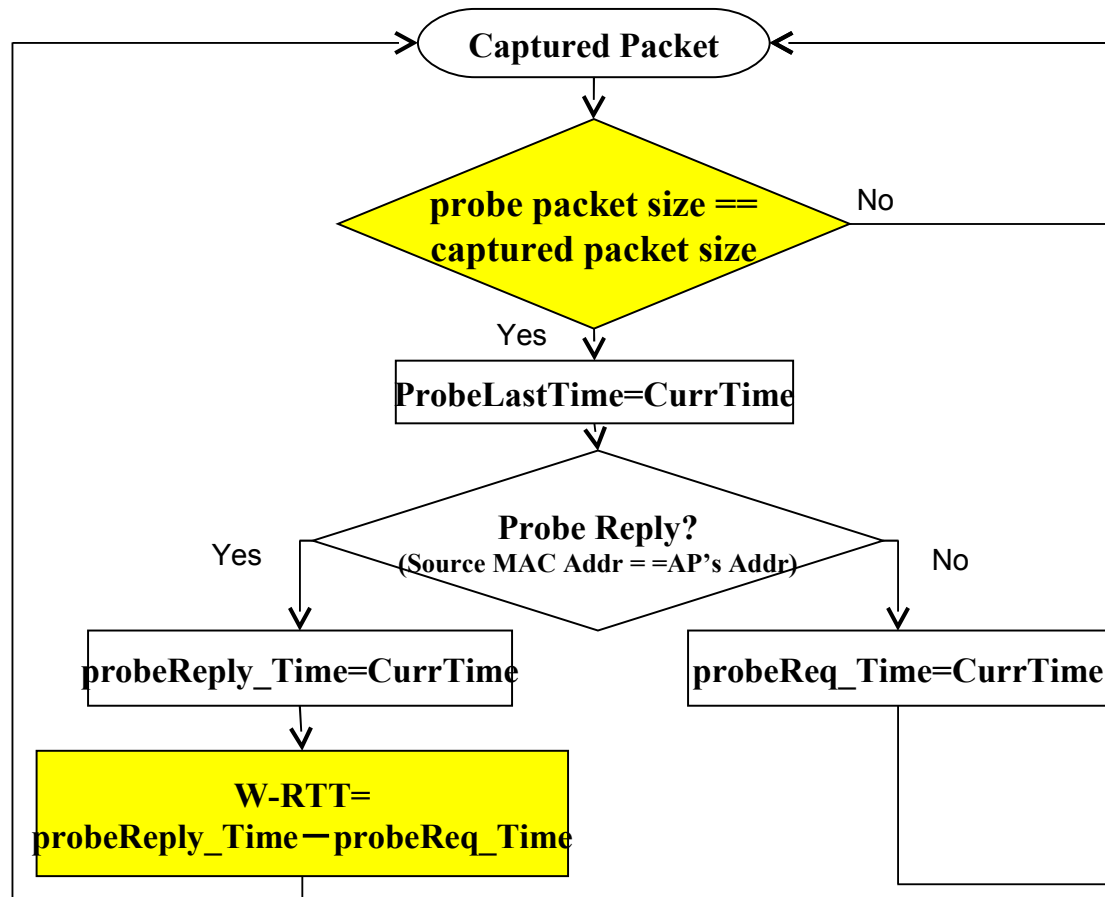 Captured Packet
probe packet size ==
captured packet size
No
Yes
ProbeLastTime=CurrTime
Probe Reply?
(Source MAC Addr = =AP's Addr)
Yes
No
probeReply_Time=CurrTime
probeReq_Time=CurrTime
W-RTT=
probeReply_Time－probeReq_Time